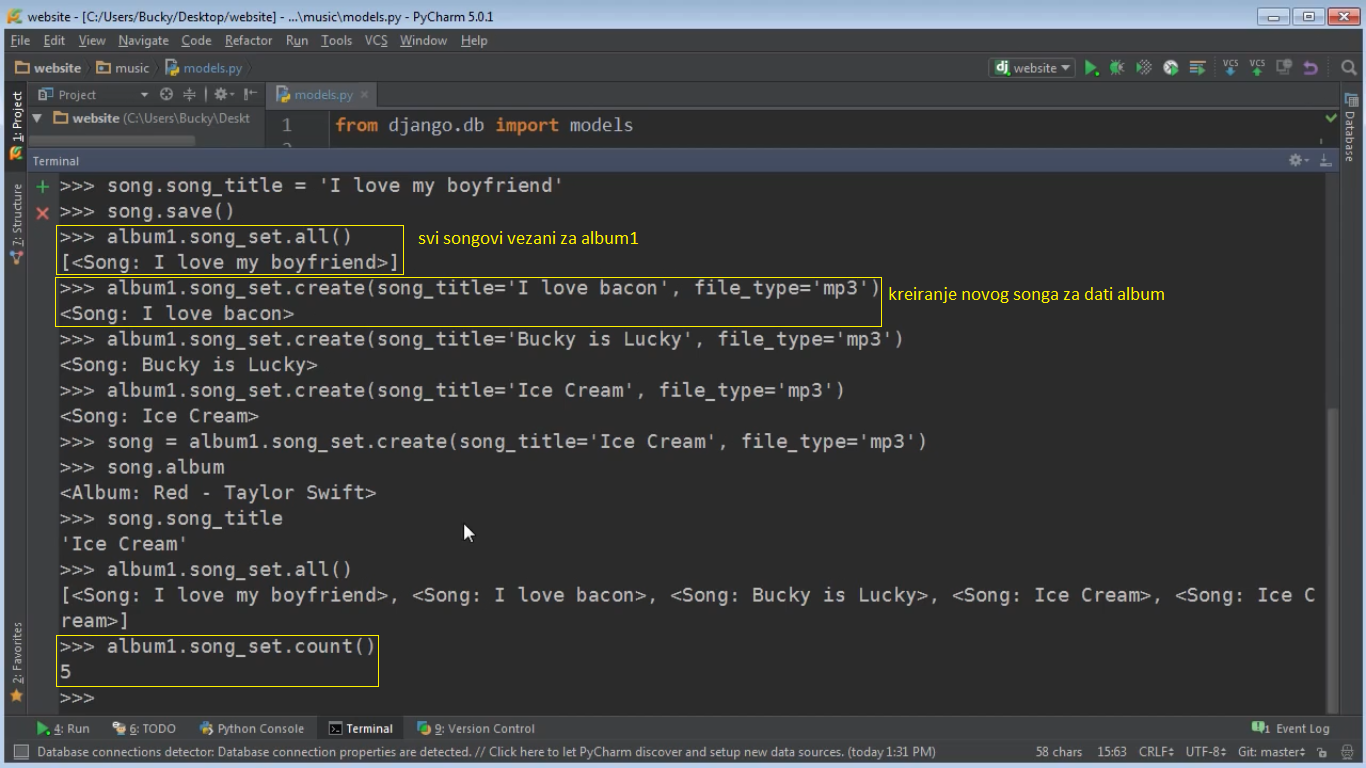 website - [C:/Users/Bucky/Desktop/website] - ...\music\models.py - PyCharm 5.0.1
File Edit View Navigate Code Refactor Run Tools VCS Window Help
website music models.py dj website VCS VCS
1: Project Project models.py × Database
website (C:\Users\Bucky\Deskt 1 from django.db import models
Terminal
7: Structure
>>> song.song_title = 'I love my boyfriend'
>>> song.save()
>>> album1.song_set.all() svi songovi vezani za album1
[<Song: I love my boyfriend>]
>>> album1.song_set.create(song_title='I love bacon', file_type='mp3') kreiranje novog songa za dati album
<Song: I love bacon>
>>> album1.song_set.create(song_title='Bucky is Lucky', file_type='mp3')
<Song: Bucky is Lucky>
>>> album1.song_set.create(song_title='Ice Cream', file_type='mp3')
<Song: Ice Cream>
>>> song = album1.song_set.create(song_title='Ice Cream', file_type='mp3')
>>> song.album
<Album: Red - Taylor Swift>
>>> song.song_title
'Ice Cream'
>>> album1.song_set.all()
[<Song: I love my boyfriend>, <Song: I love bacon>, <Song: Bucky is Lucky>, <Song: Ice Cream>, <Song: Ice C
ream>]
>>> album1.song_set.count()
5
>>>
2: Favorites
4: Run 6: TODO Python Console Terminal 9: Version Control 1 Event Log
Database connections detector: Database connection properties are detected. // Click here to let PyCharm discover and setup new data sources. (today 1:31 PM) 58 chars 15:63 CRLF UTF-8 Git: master